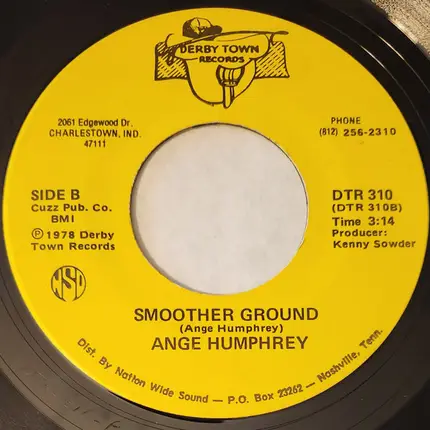 DERBY TOWN
RECORDS
2061 Edgewood Dr.
CHARLESTOWN, IND.
47111
PHONE
(812) 256-2310
SIDE B
Cuzz Pub. Co.
BMI
℗ 1978 Derby
Town Records
DTR 310
(DTR 310B)
Time 3:14
Producer:
Kenny Sowder
NSD
SMOOTHER GROUND
(Ange Humphrey)
ANGE HUMPHREY
Dist. By Nation Wide Sound — P.O. Box 23262 — Nashville, Tenn.